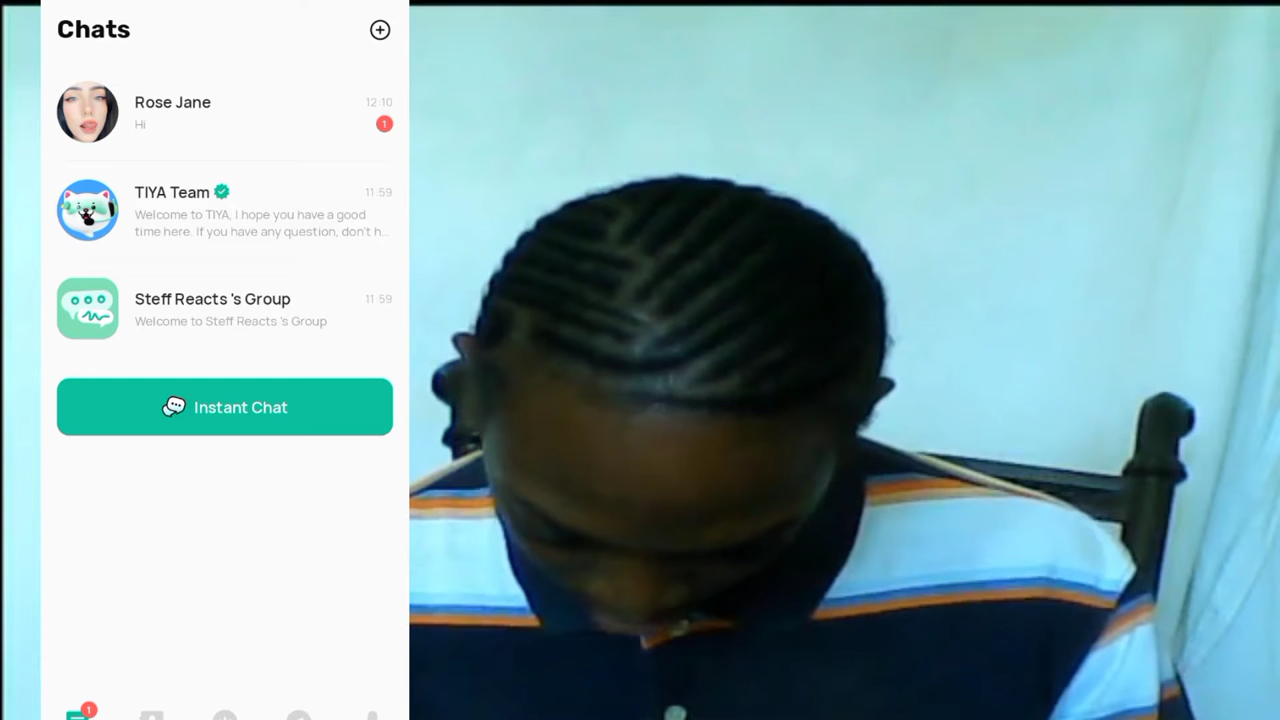 Chats
Rose Jane
12:10
Hi
1
TIYA Team
11:59
Welcome to TIYA, I hope you have a good
time here. If you have any question, don't h...
Steff Reacts 's Group
11:59
Welcome to Steff Reacts 's Group
Instant Chat
1